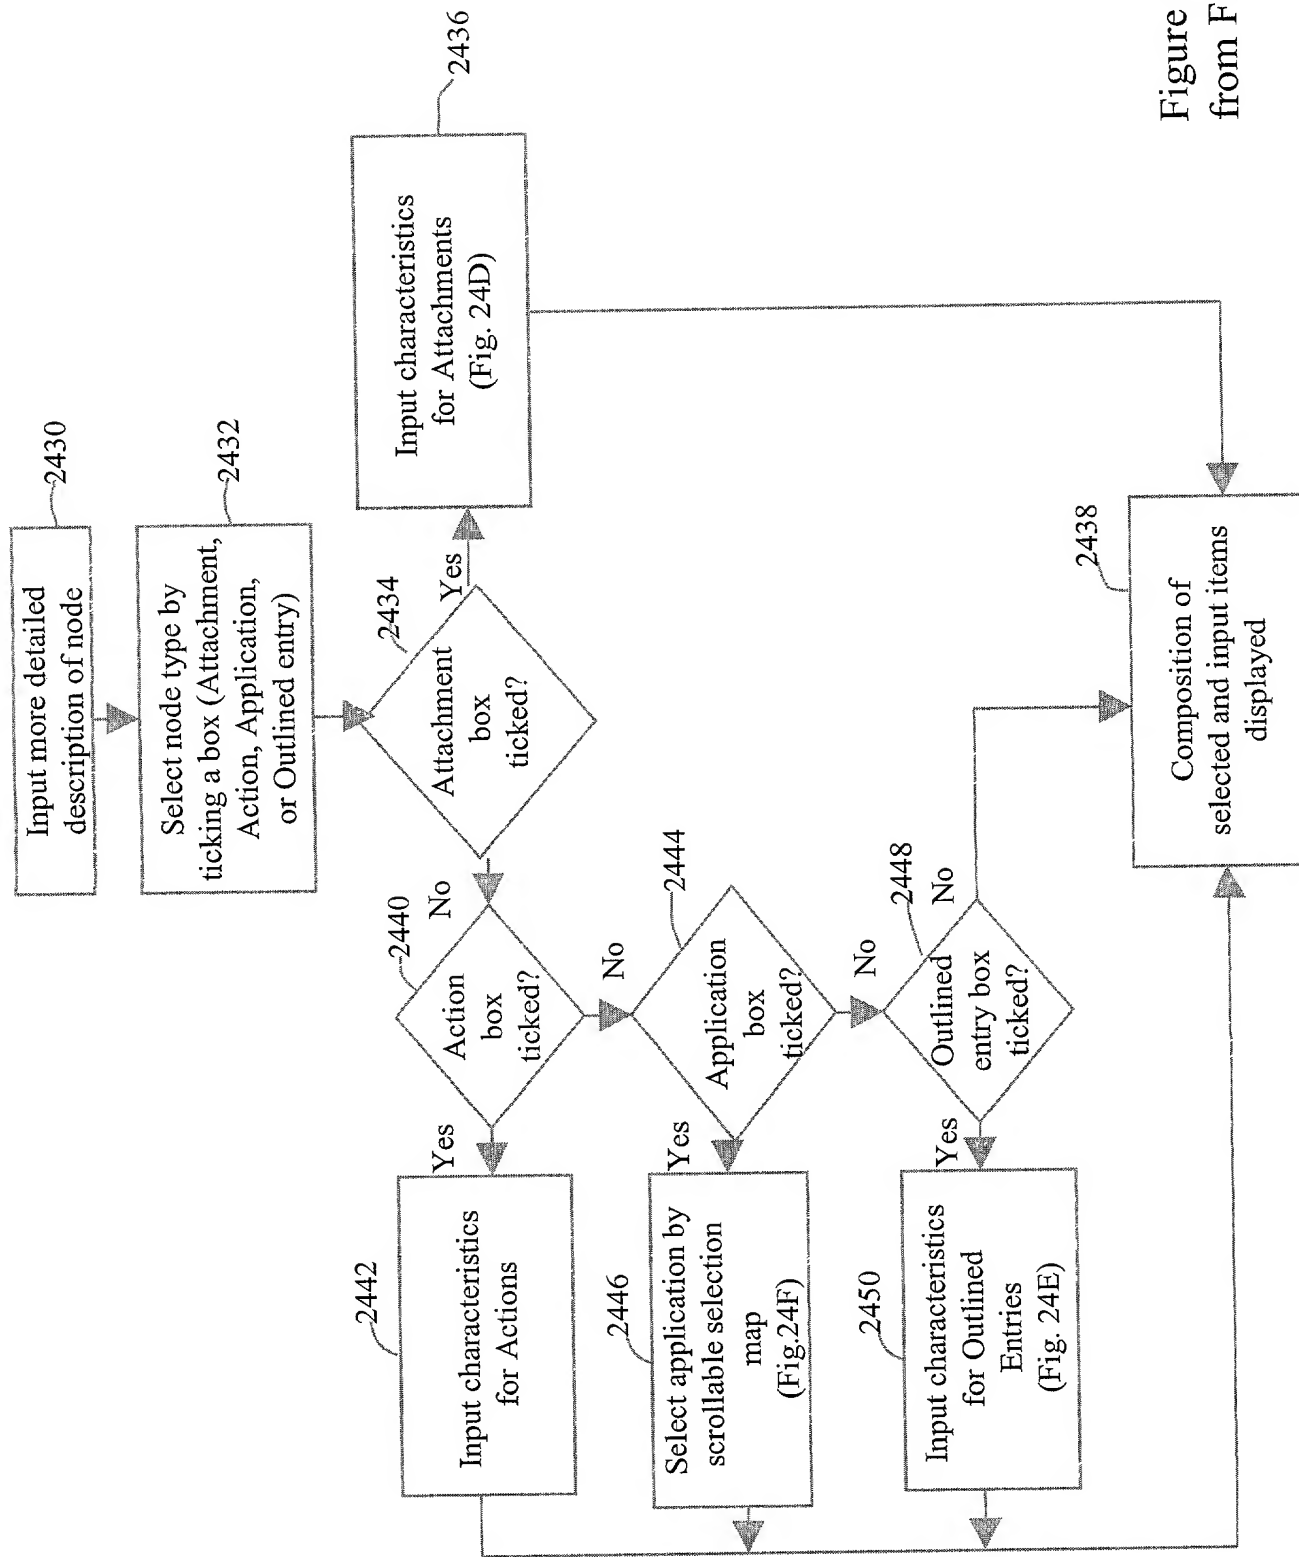 2430
Input more detailed
description of node
2432
Select node type by
ticking a box (Attachment,
Action, Application,
or Outlined entry)
2434
Attachment
box
ticked?
Yes
2436
Input characteristics
for Attachments
(Fig. 24D)
No
2440
Action
box
ticked?
Yes
2442
Input characteristics
for Actions
No
2444
Application
box
ticked?
Yes
2446
Select application by
scrollable selection
map
(Fig.24F)
No
2448
Outlined
entry box
ticked?
Yes
2450
Input characteristics
for Outlined
Entries
(Fig. 24E)
No
2438
Composition of
selected and input items
displayed
Figure
from F